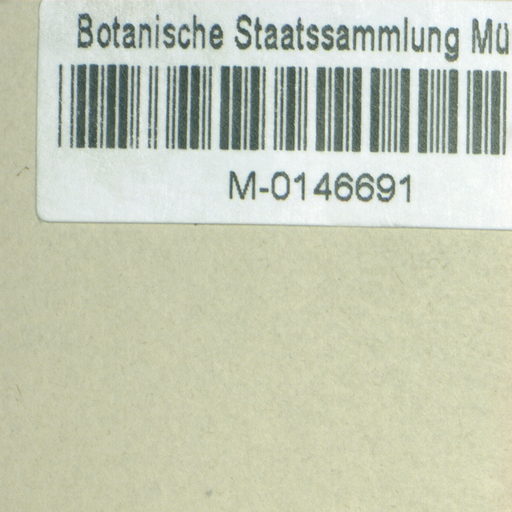 Botanische Staatssammlung Mü
M-0146691